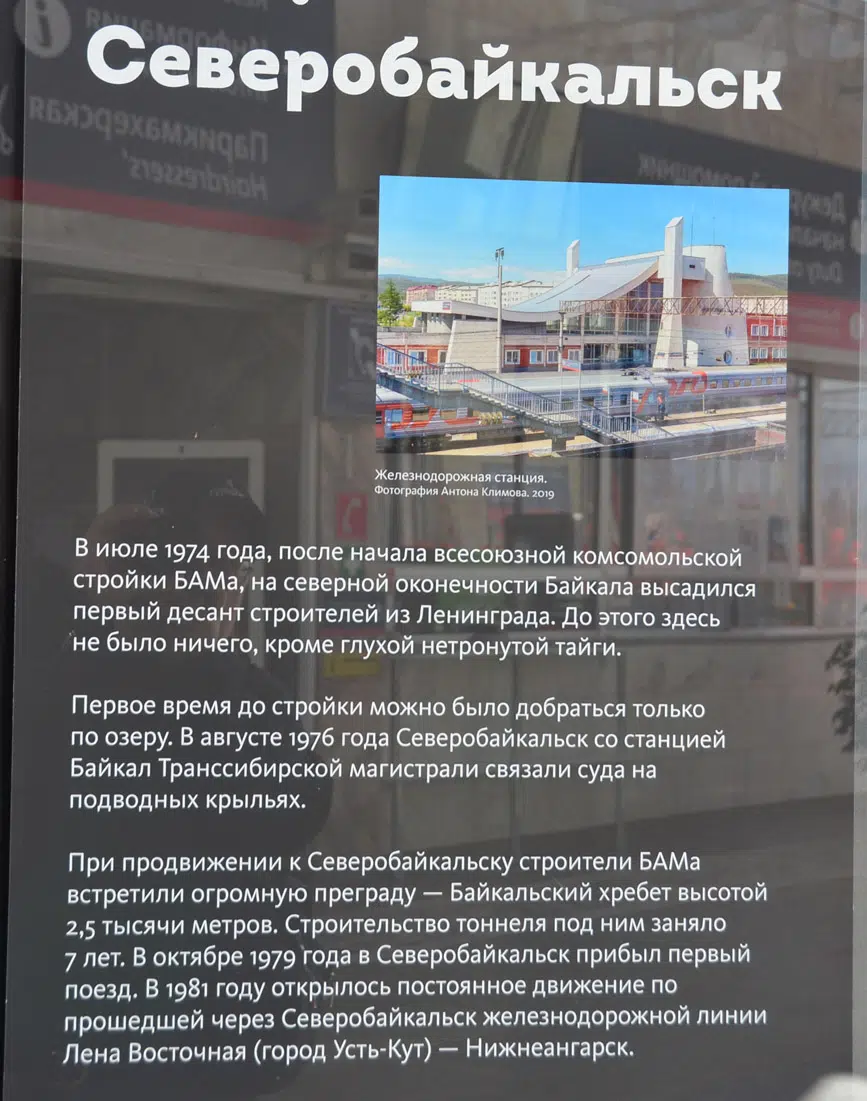 Северобайкальск
Информация
Парикмахерская
Hairdressers'
помощник
Duty
Железнодорожная станция.
Фотография Антона Климова. 2019
В июле 1974 года, после начала всесоюзной комсомольской
стройки БАМа, на северной оконечности Байкала высадился
первый десант строителей из Ленинграда. До этого здесь
не было ничего, кроме глухой нетронутой тайги.
Первое время до стройки можно было добраться только
по озеру. В августе 1976 года Северобайкальск со станцией
Байкал Транссибирской магистрали связали суда на
подводных крыльях.
При продвижении к Северобайкальску строители БАМа
встретили огромную преграду — Байкальский хребет высотой
2,5 тысячи метров. Строительство тоннеля под ним заняло
7 лет. В октябре 1979 года в Северобайкальск прибыл первый
поезд. В 1981 году открылось постоянное движение по
прошедшей через Северобайкальск железнодорожной линии
Лена Восточная (город Усть-Кут) — Нижнеангарск.